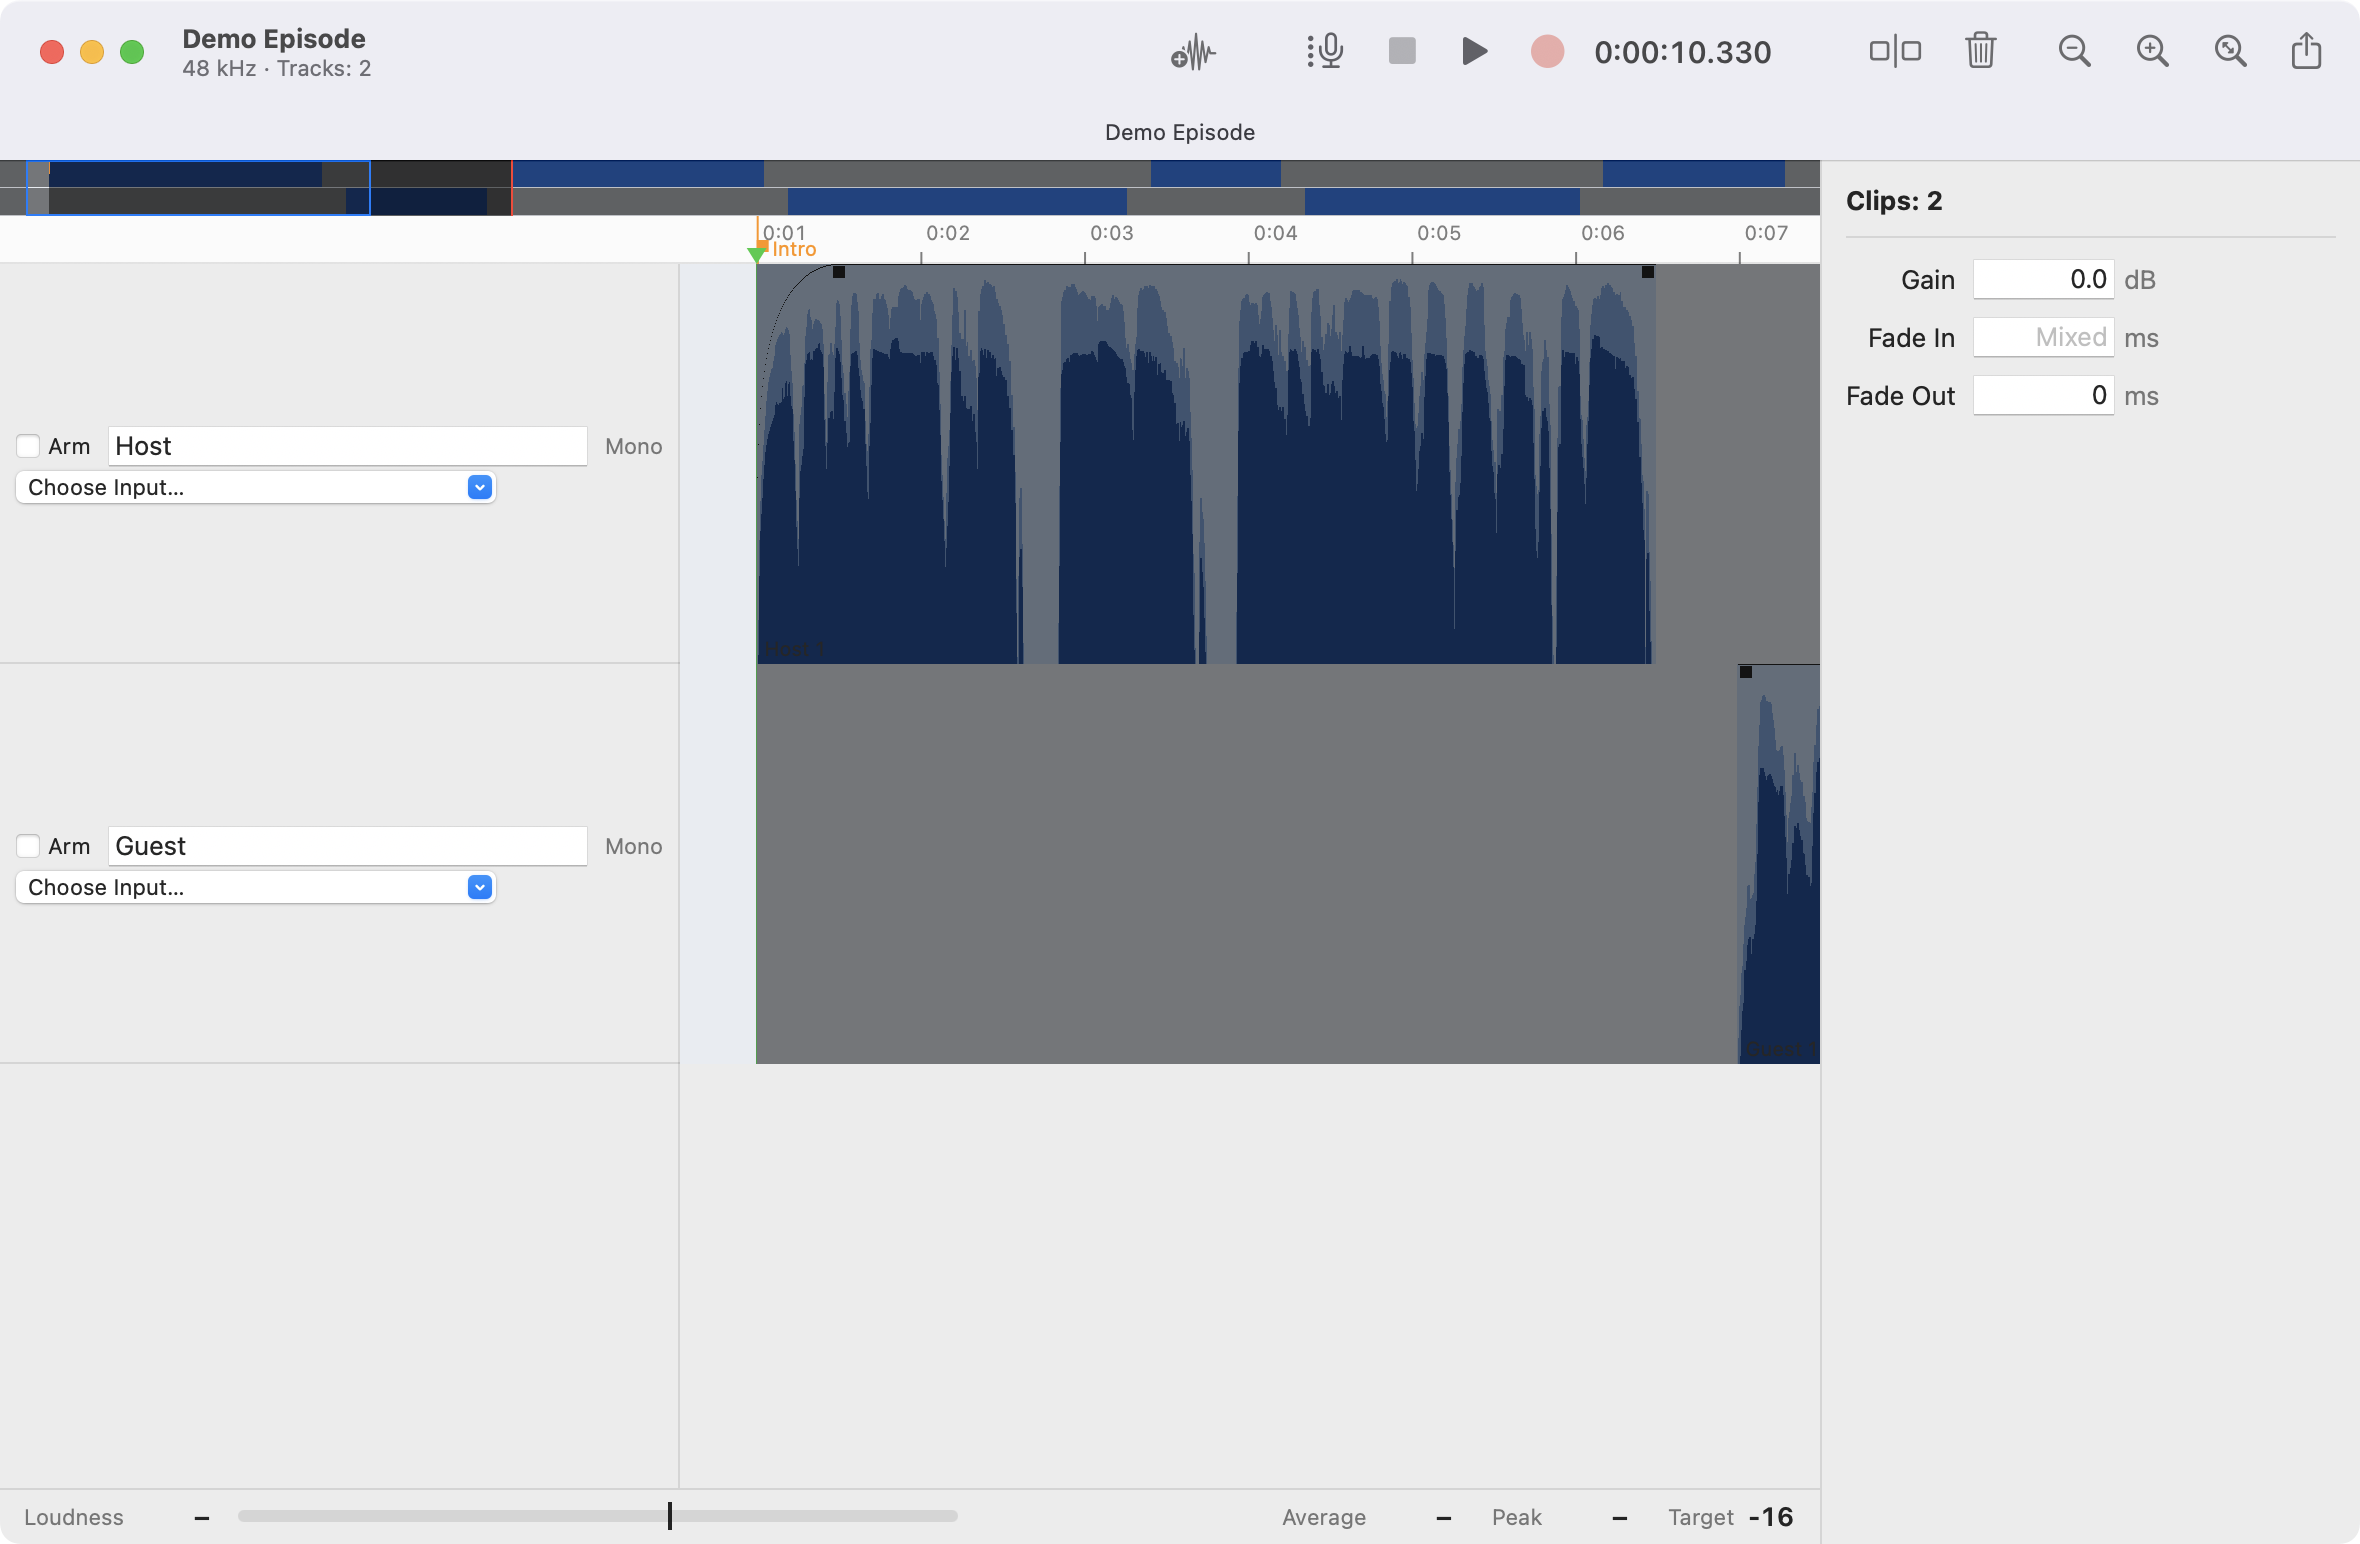 Demo Episode
48 kHz · Tracks: 2
0:00:10.330
Demo Episode
0:01 0:02 0:03 0:04 0:05 0:06 0:07
Intro
Clips: 2
Gain 0.0 dB
Fade In Mixed ms
Fade Out 0 ms
Arm Host Mono
Choose Input...
Arm Guest Mono
Choose Input...
Loudness – Average – Peak – Target -16